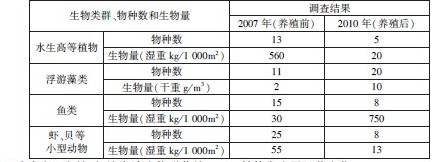 生物类群、物种数和生物量 调查结果
2007 年(养殖前) 2010 年(养殖后)
水生高等植物 物种数 13 5
生物量(湿重 kg/1 000m²) 560 20
浮游藻类 物种数 11 20
生物量(干重 g/m³) 2 10
鱼类 物种数 15 8
生物量(湿重 kg/1 000m²) 30 750
虾、贝等小型动物 物种数 25 8
生物量(湿重 kg/1 000m²) 55 13